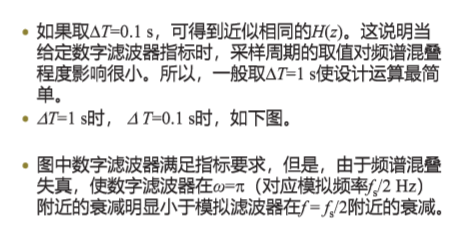 如果取ΔT=0.1 s，可得到近似相同的H(z)。这说明当
给定数字滤波器指标时，采样周期的取值对频谱混叠
程度影响很小。所以，一般取ΔT=1 s使设计运算最简
单。
ΔT=1 s时， ΔT=0.1 s时，如下图。
图中数字滤波器满足指标要求，但是，由于频谱混叠
失真，使数字滤波器在ω=π（对应模拟频率fs/2 Hz）
附近的衰减明显小于模拟滤波器在f = fs/2附近的衰减。